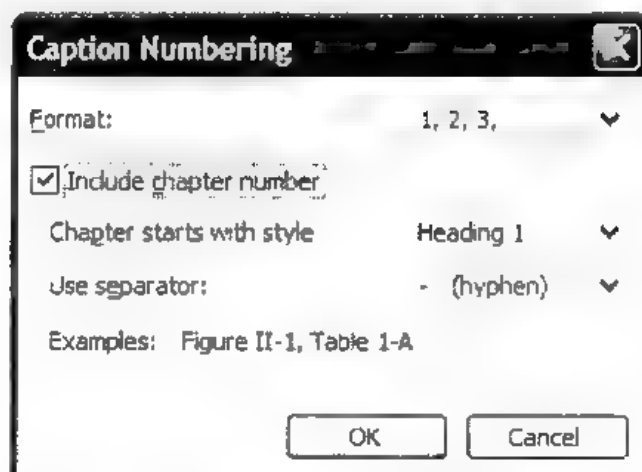 Caption Numbering
Format: 1, 2, 3,
Include chapter number
Chapter starts with style Heading 1
Use separator: - (hyphen)
Examples: Figure II-1, Table 1-A
OK Cancel